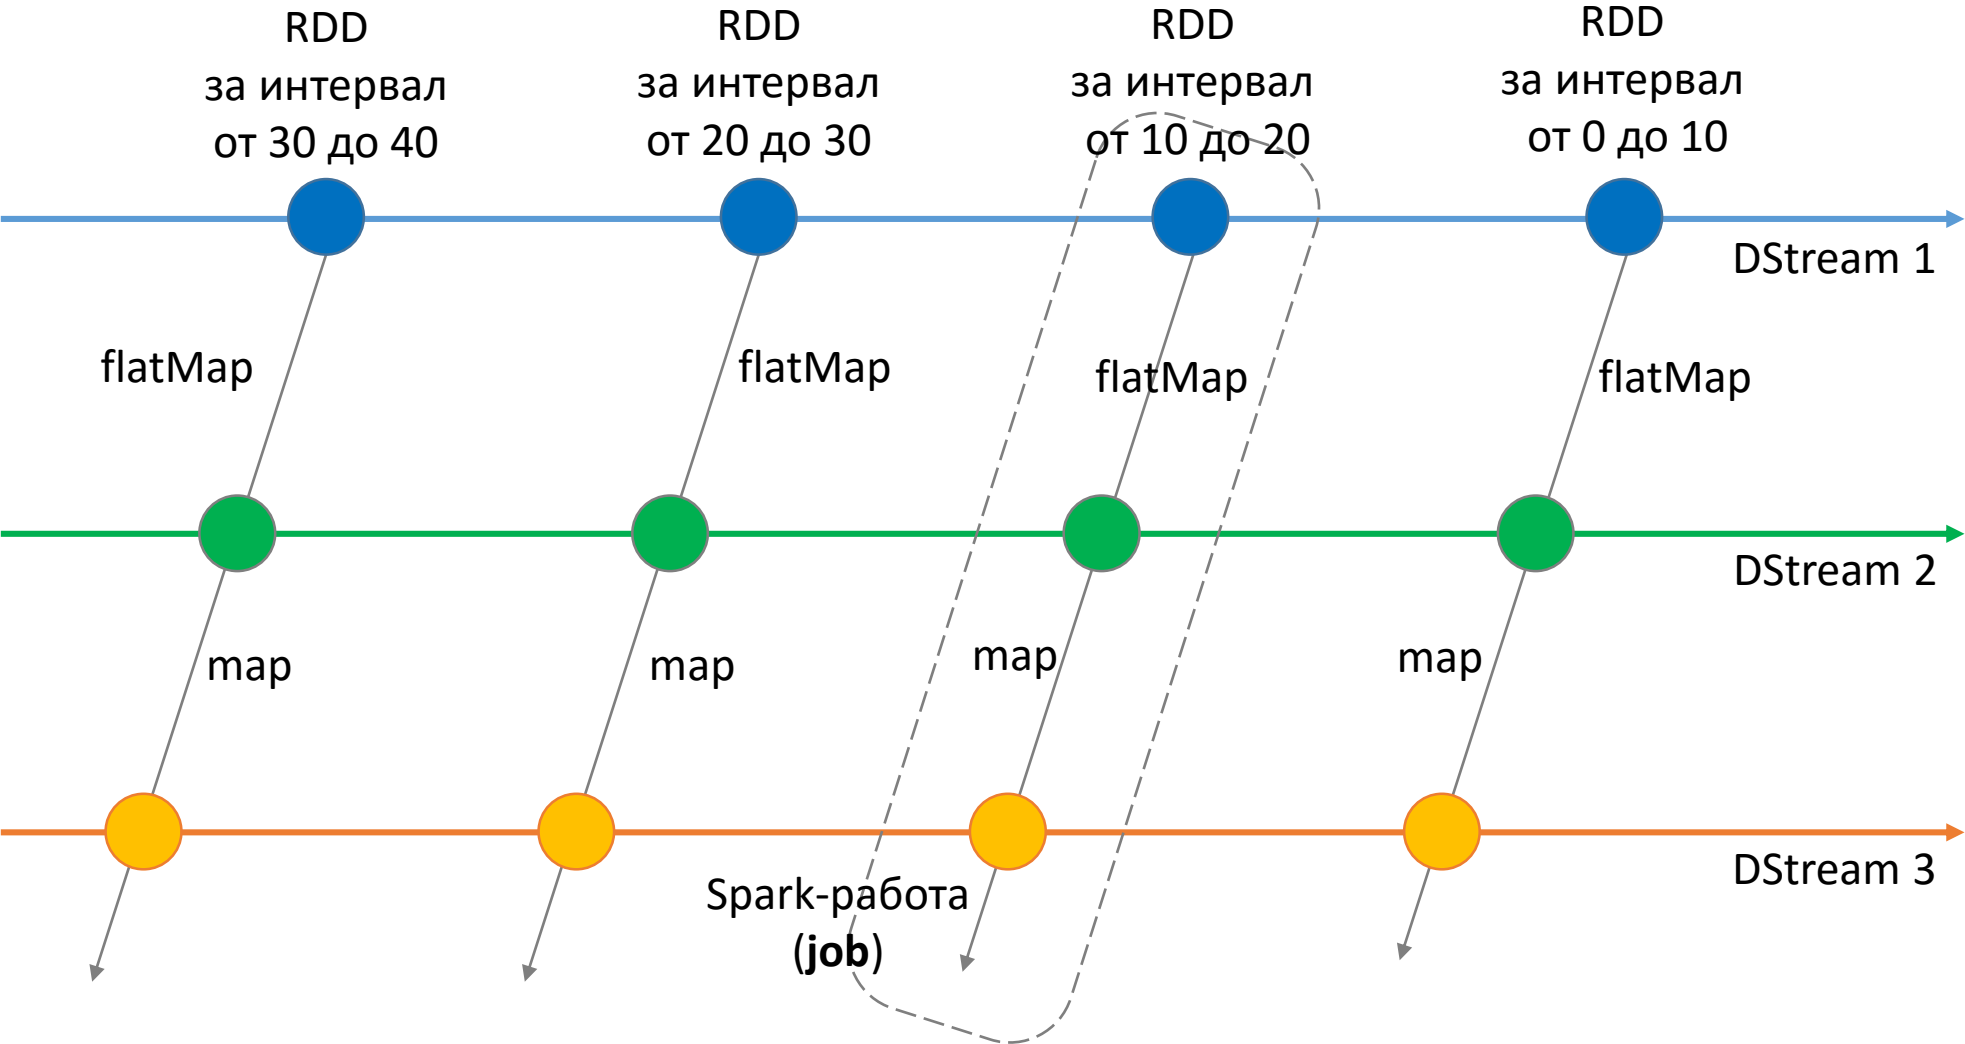 RDD
за интервал
от 30 до 40
RDD
за интервал
от 20 до 30
RDD
за интервал
от 10 до 20
RDD
за интервал
от 0 до 10
DStream 1
flatMap
flatMap
flatMap
flatMap
DStream 2
map
map
map
map
DStream 3
Spark-работа
(job)